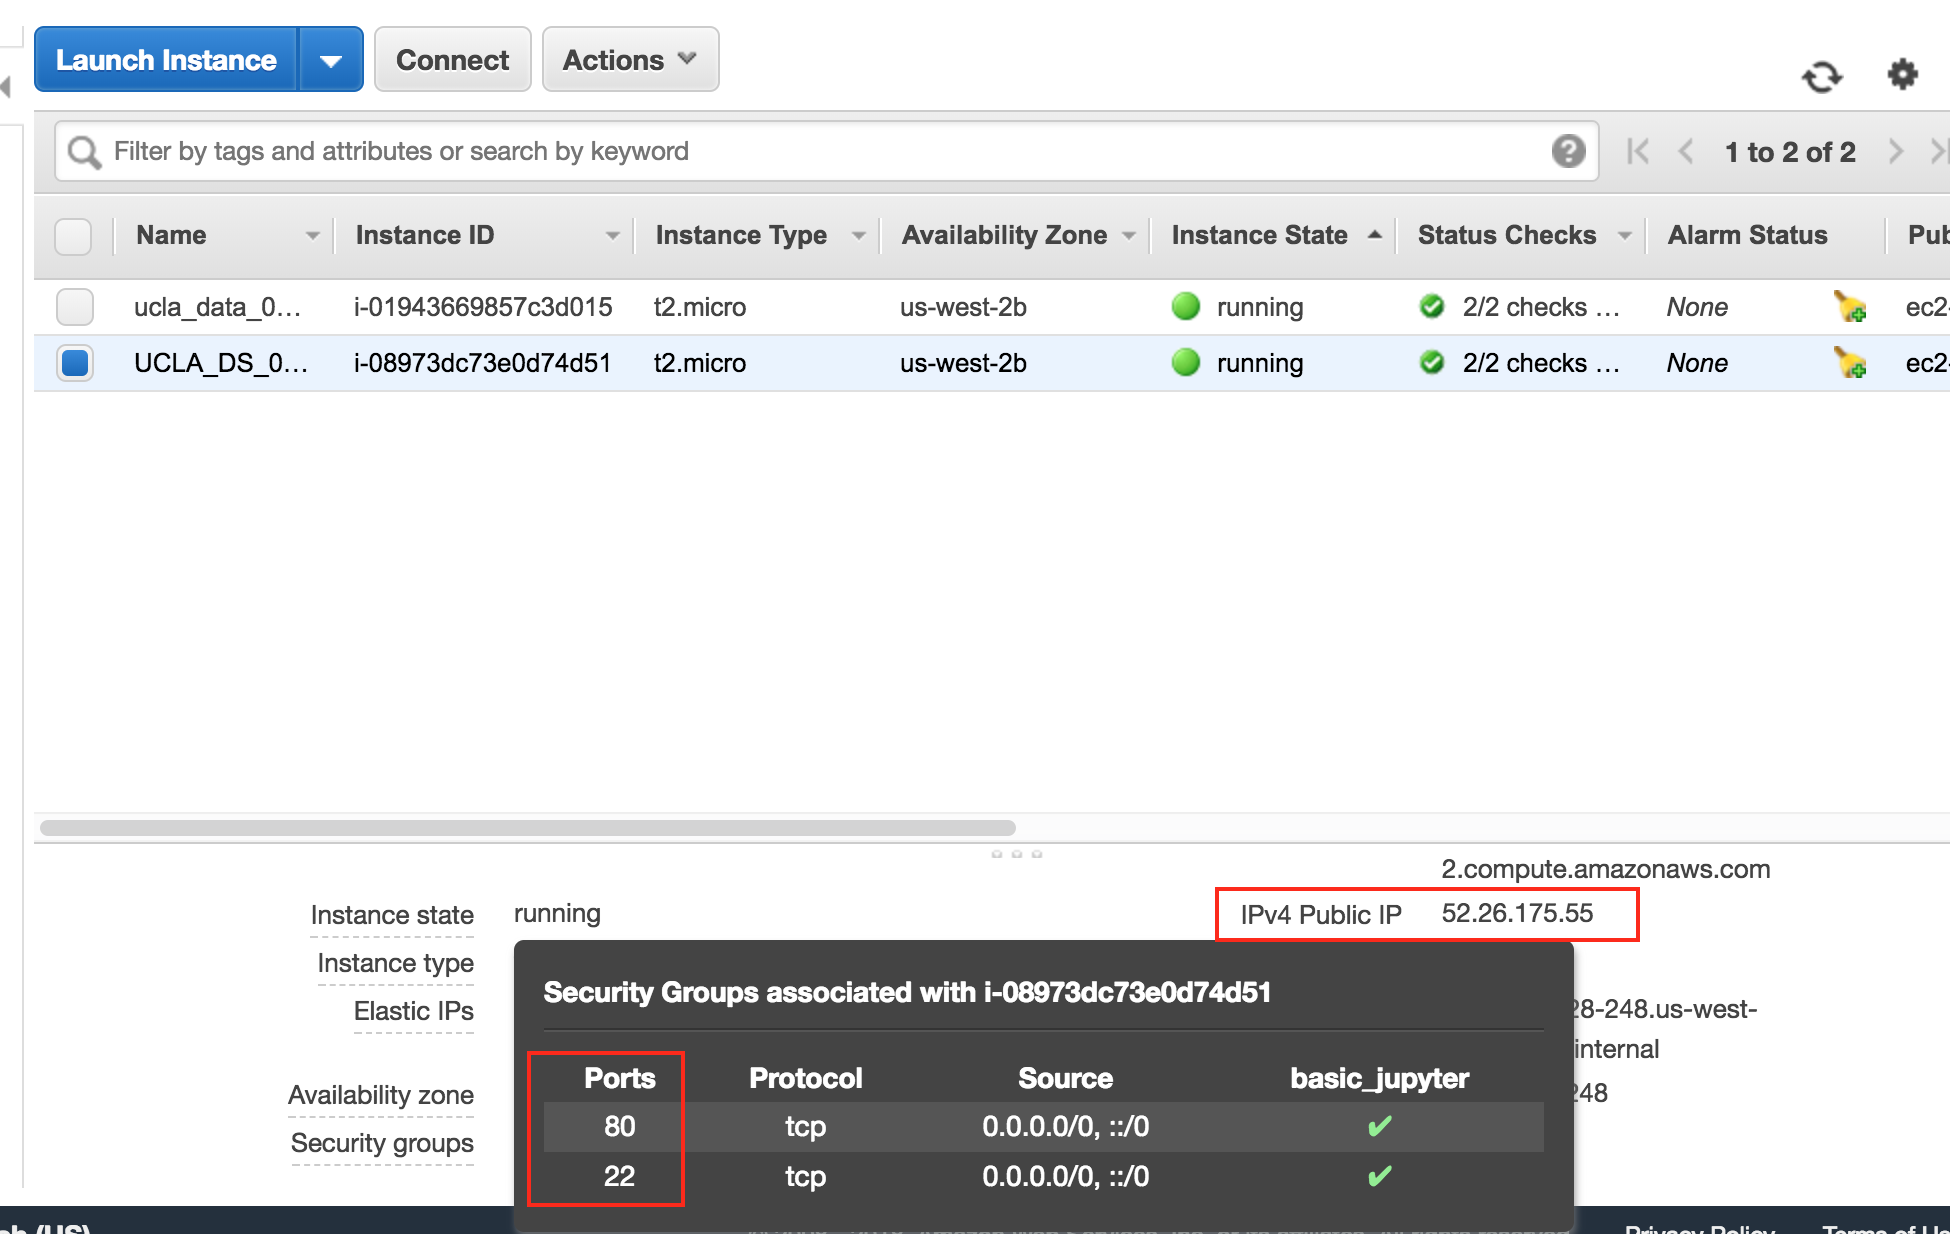 Launch Instance
Connect
Actions
Filter by tags and attributes or search by keyword
?
1 to 2 of 2
Name Instance ID Instance Type Availability Zone Instance State Status Checks Alarm Status Pub
ucla_data_0… i-01943669857c3d015 t2.micro us-west-2b running 2/2 checks … None ec2-
UCLA_DS_0… i-08973dc73e0d74d51 t2.micro us-west-2b running 2/2 checks … None ec2-
2.compute.amazonaws.com
Instance state running IPv4 Public IP 52.26.175.55
Instance type
Elastic IPs
28-248.us-west-
internal
Availability zone 248
Security groups
Security Groups associated with i-08973dc73e0d74d51
Ports Protocol Source basic_jupyter
80 tcp 0.0.0.0/0, ::/0 ✔
22 tcp 0.0.0.0/0, ::/0 ✔
(US) Privacy Policy Terms of